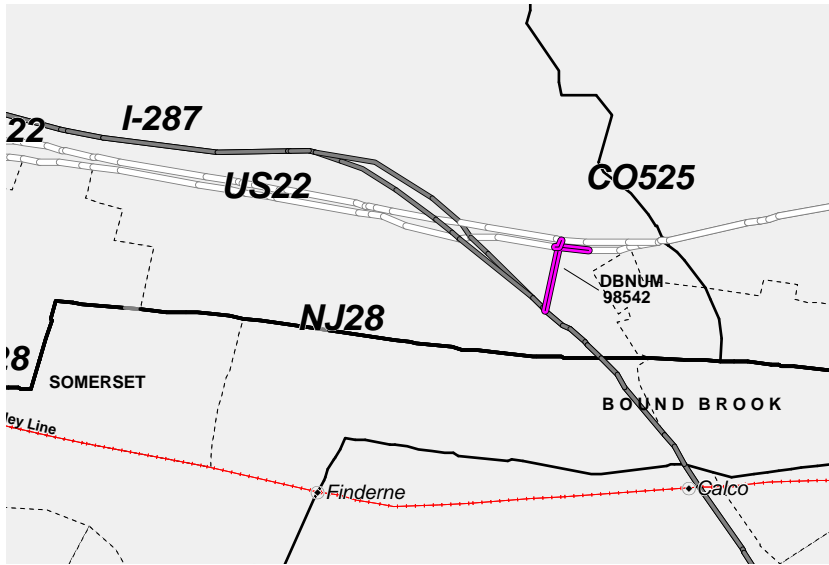 I-287
22
CO525
US22
DBNUM
98542
NJ28
28
SOMERSET
BOUND BROOK
ley Line
Finderne
Calco